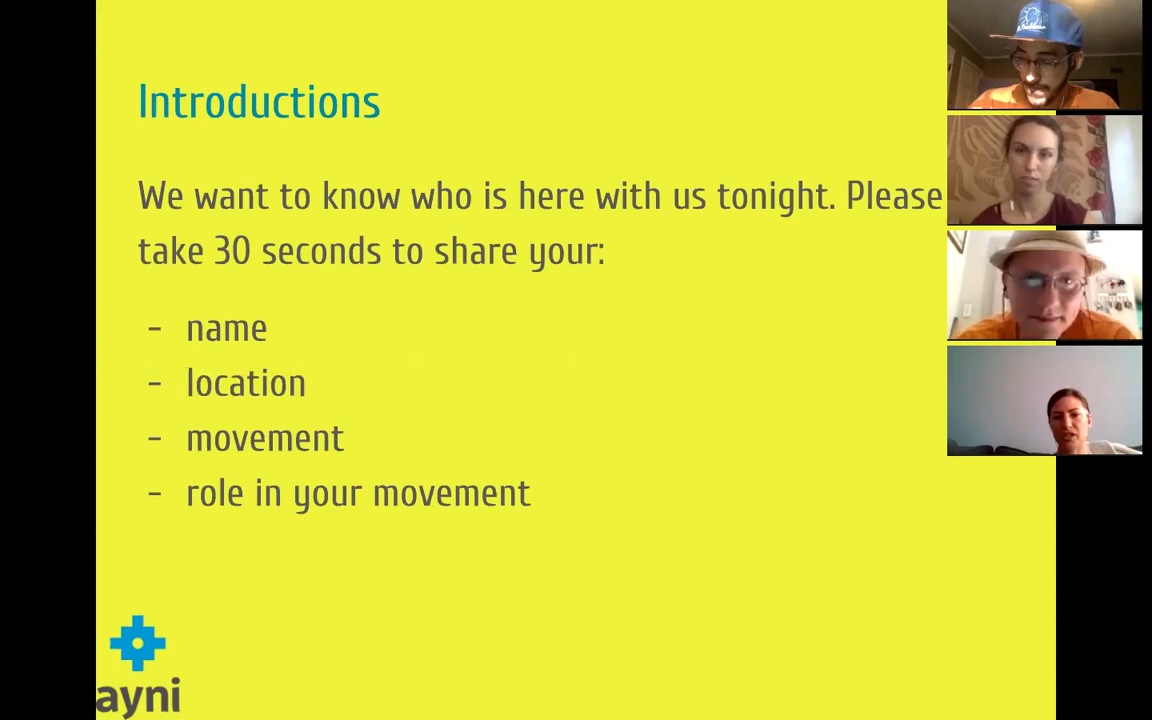 Introductions
We want to know who is here with us tonight. Please
take 30 seconds to share your:
- name
- location
- movement
- role in your movement
ayni